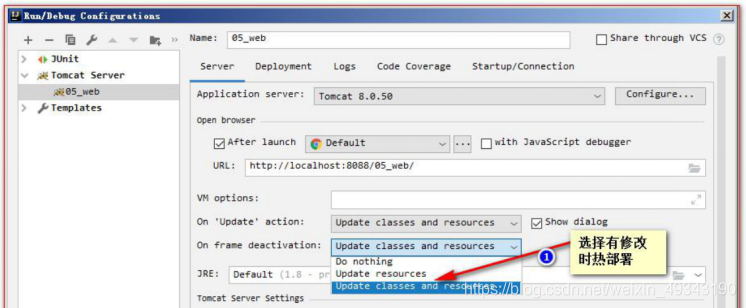 Run/Debug Configurations
Name: 05_web
Share through VCS
JUnit
Tomcat Server
05_web
Templates
Server Deployment Logs Code Coverage Startup/Connection
Application server: Tomcat 8.0.50 Configure...
Open browser
After launch Default ... with JavaScript debugger
URL: http://localhost:8088/05_web/
VM options:
On 'Update' action: Update classes and resources Show dialog
On frame deactivation: Update classes and resources
Do nothing
Update resources
Update classes and resources
1
选择有修改
时热部署
JRE: Default (1.8 - pr
Tomcat Server Settings
https://blog.csdn.net/weixin_49343190